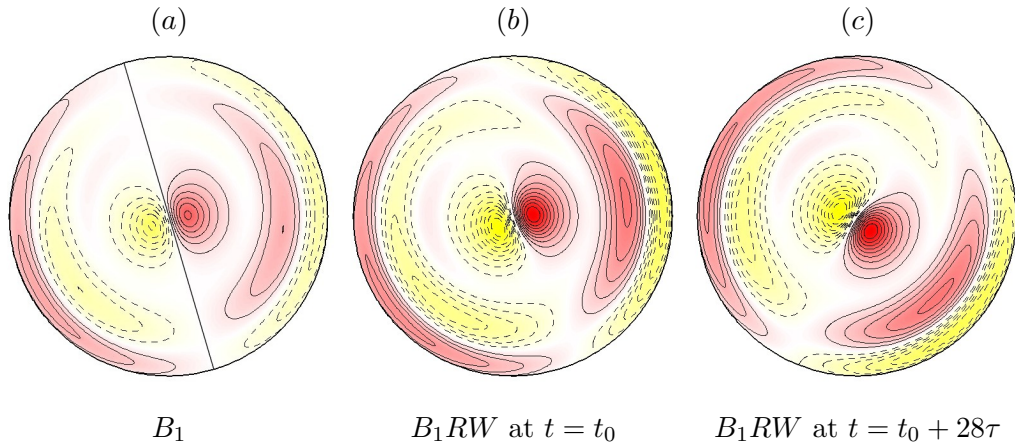 (a) (b) (c)
B₁ B₁RW at t = t₀ B₁RW at t = t₀ + 28τ